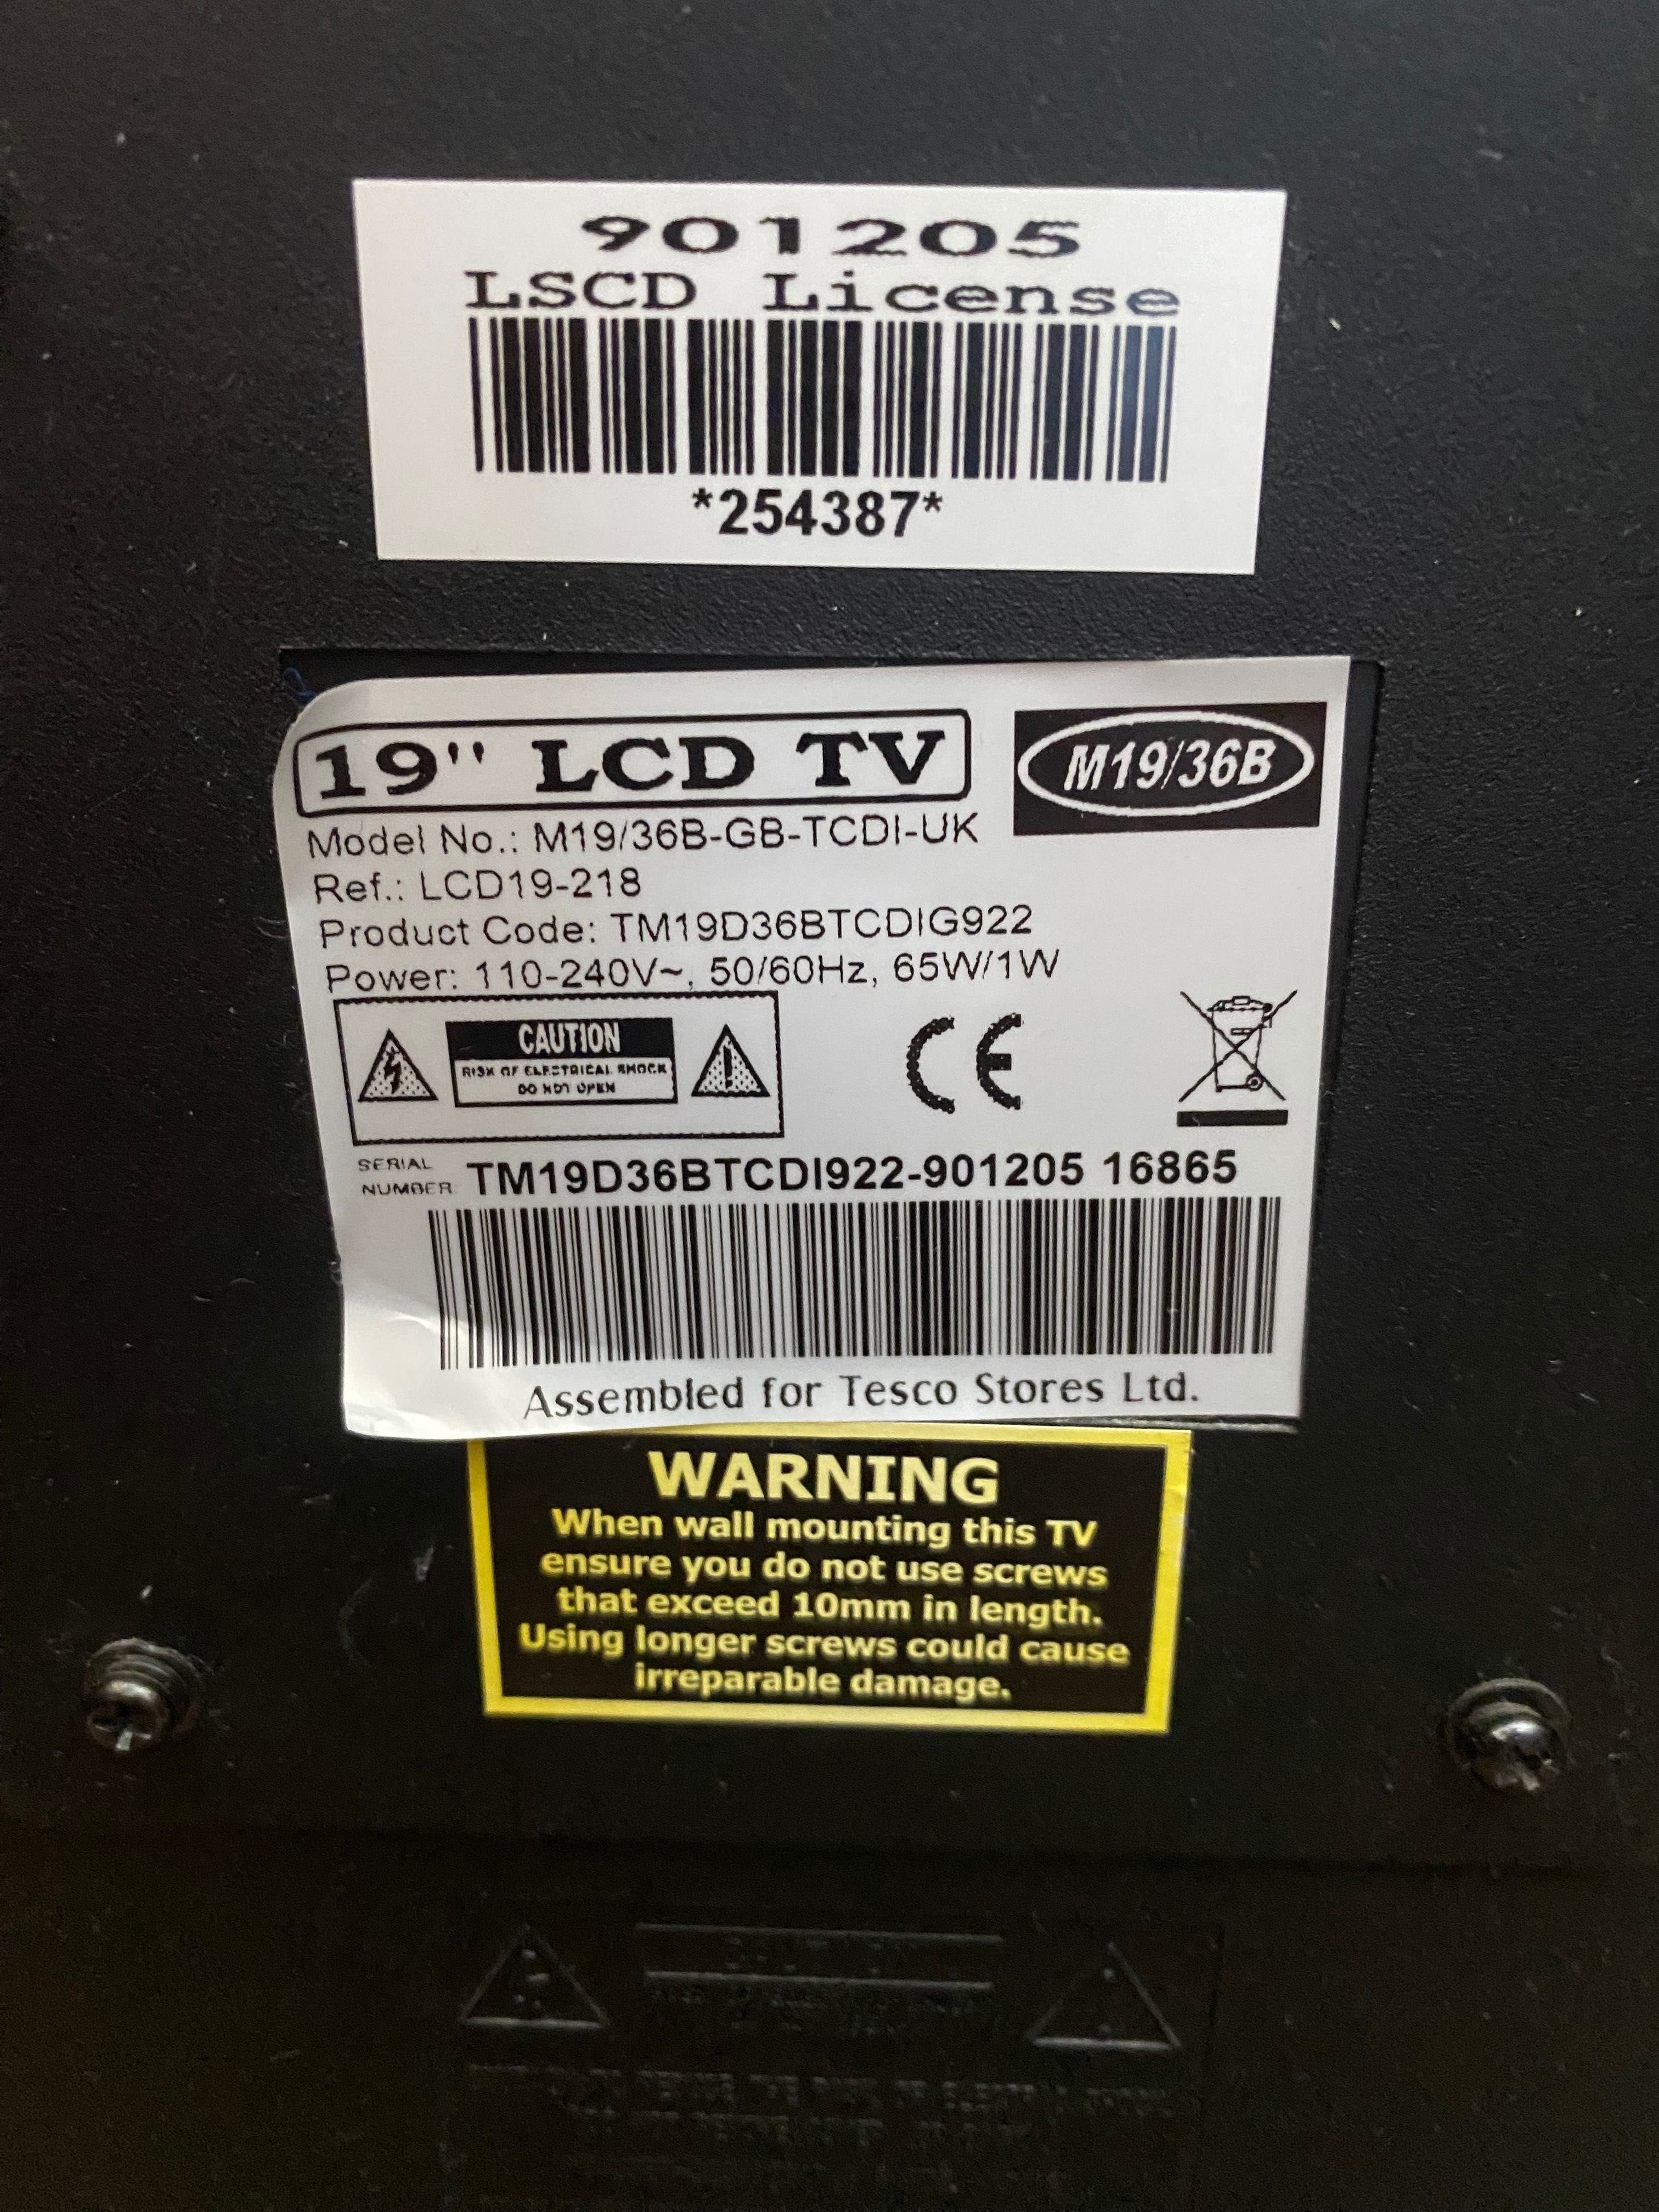 901205
LSCD License
*254387*
19" LCD TV
M19/36B
Model No.: M19/36B-GB-TCDI-UK
Ref.: LCD19-218
Product Code: TM19D36BTCDIG922
Power: 110-240V~, 50/60Hz, 65W/1W
CAUTION
RISK OF ELECTRICAL SHOCK
DO NOT OPEN
CE
SERIAL
NUMBER TM19D36BTCDI922-901205 16865
Assembled for Tesco Stores Ltd.
WARNING
When wall mounting this TV
ensure you do not use screws
that exceed 10mm in length.
Using longer screws could cause
irreparable damage.